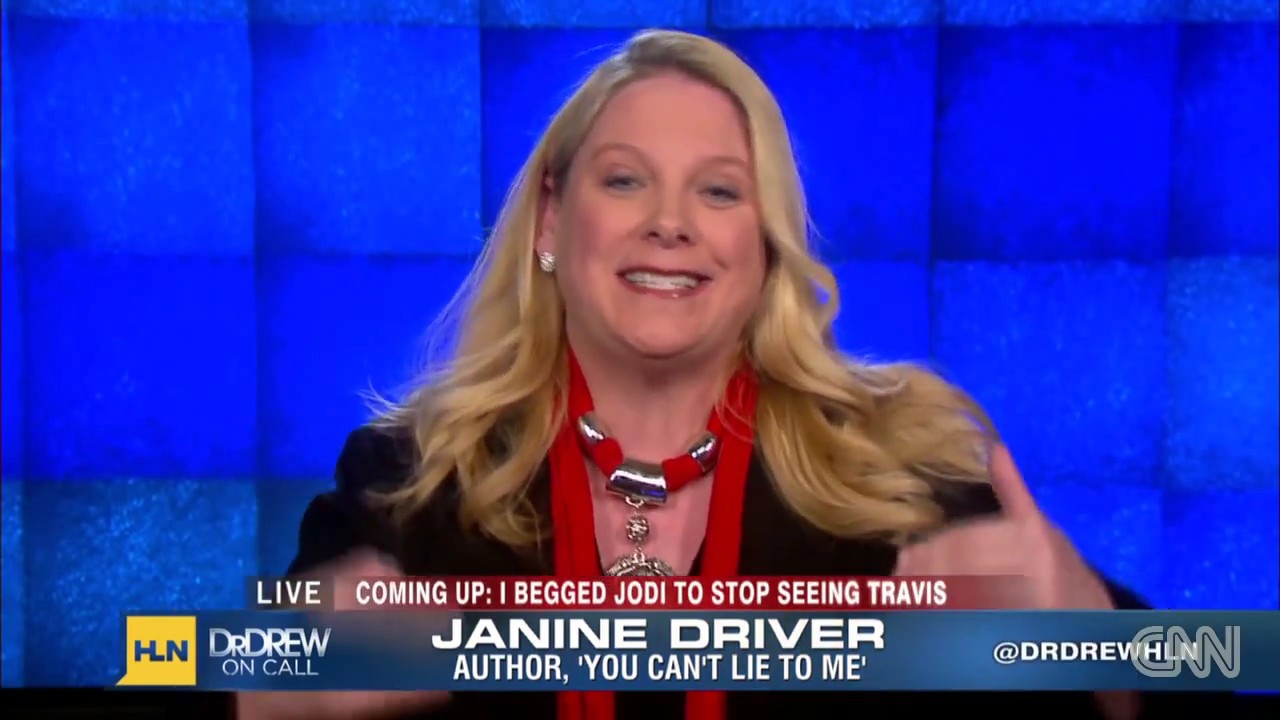 LIVE COMING UP: I BEGGED JODI TO STOP SEEING TRAVIS
HLN DRDREW ON CALL
JANINE DRIVER
AUTHOR, 'YOU CAN'T LIE TO ME'
@DRDREWHLN
CNN